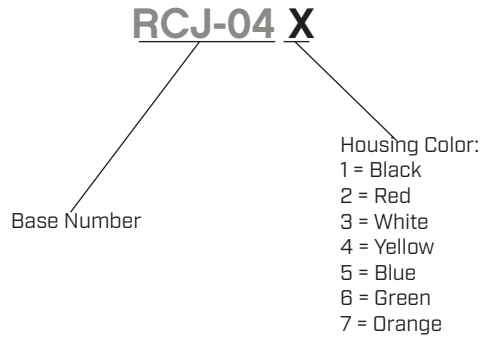 RCJ-04 X
Housing Color:
1 = Black
2 = Red
3 = White
4 = Yellow
5 = Blue
6 = Green
7 = Orange
Base Number